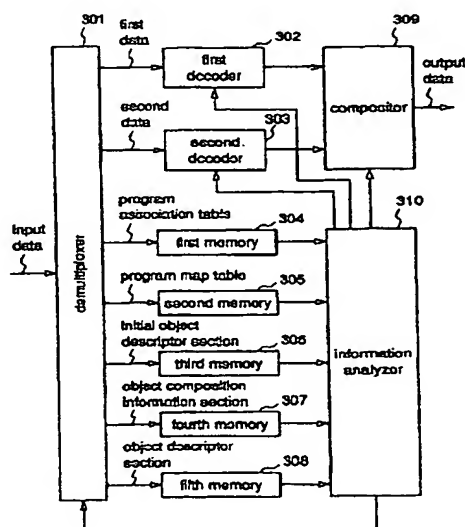 301
302
309
first
data
first
decoder
output
data
second
data
303
second.
decoder
compositor
program
association table
304
310
Input
data
first memory
demultiplexer
program map table
305
second memory
Initial object
descriptor section
306
third memory
information
analyzer
object composition
information section
307
fourth memory
object descriptor
section
308
fifth memory